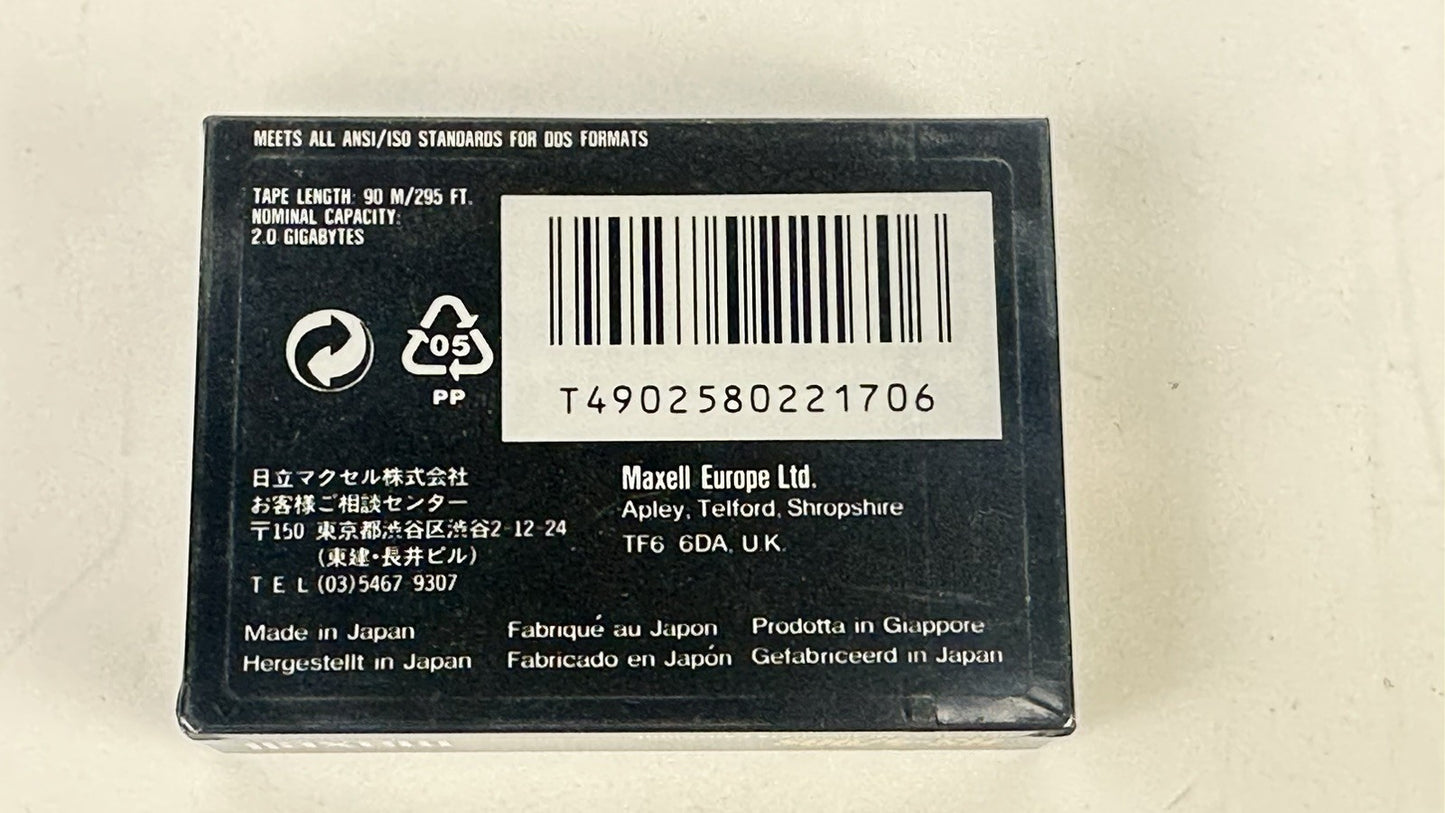 MEETS ALL ANSI/ISO STANDARDS FOR DDS FORMATS
TAPE LENGTH: 90 M/295 FT.
NOMINAL CAPACITY:
2.0 GIGABYTES
05
PP
T4902580221706
日立マクセル株式会社
お客様ご相談センター
〒150 東京都渋谷区渋谷2-12-24
(東建・長井ビル)
TEL (03)5467 9307
Maxell Europe Ltd.
Apley, Telford, Shropshire
TF6 6DA, U.K.
Made in Japan
Hergestellt in Japan
Fabriqué au Japon
Fabricado en Japón
Prodotta in Giappore
Gefabriceerd in Japan
maxell